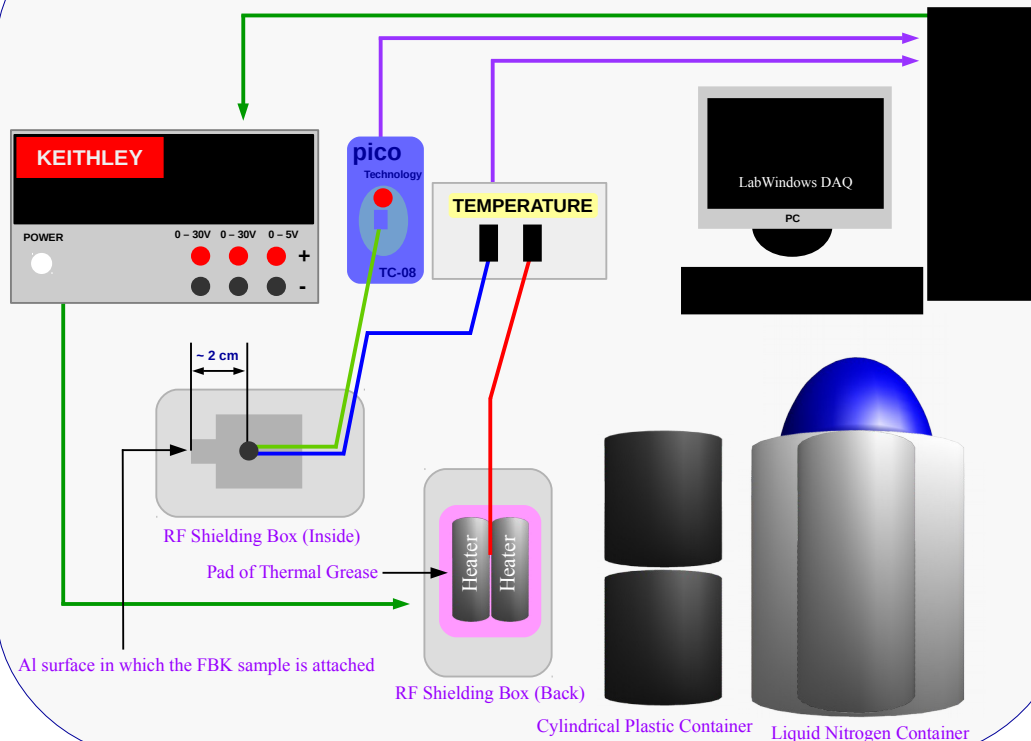 KEITHLEY
POWER
0 – 30V 0 – 30V 0 – 5V
+
-
pico
Technology
TC-08
TEMPERATURE
LabWindows DAQ
PC
~ 2 cm
RF Shielding Box (Inside)
Pad of Thermal Grease
Heater
Heater
Al surface in which the FBK sample is attached
RF Shielding Box (Back)
Cylindrical Plastic Container
Liquid Nitrogen Container